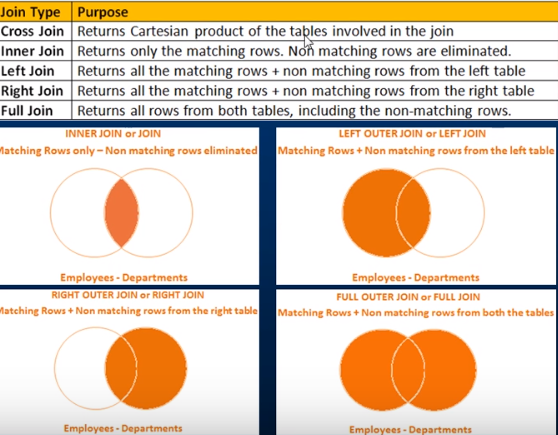 Join Type Purpose
Cross Join Returns Cartesian product of the tables involved in the join
Inner Join Returns only the matching rows. Non matching rows are eliminated.
Left Join Returns all the matching rows + non matching rows from the left table
Right Join Returns all the matching rows + non matching rows from the right table
Full Join Returns all rows from both tables, including the non-matching rows.
INNER JOIN or JOIN
Matching Rows only – Non matching rows eliminated
Employees - Departments
LEFT OUTER JOIN or LEFT JOIN
Matching Rows + Non matching rows from the left table
Employees - Departments
RIGHT OUTER JOIN or RIGHT JOIN
Matching Rows + Non matching rows from the right table
Employees - Departments
FULL OUTER JOIN or FULL JOIN
Matching Rows + Non matching rows from both the tables
Employees - Departments